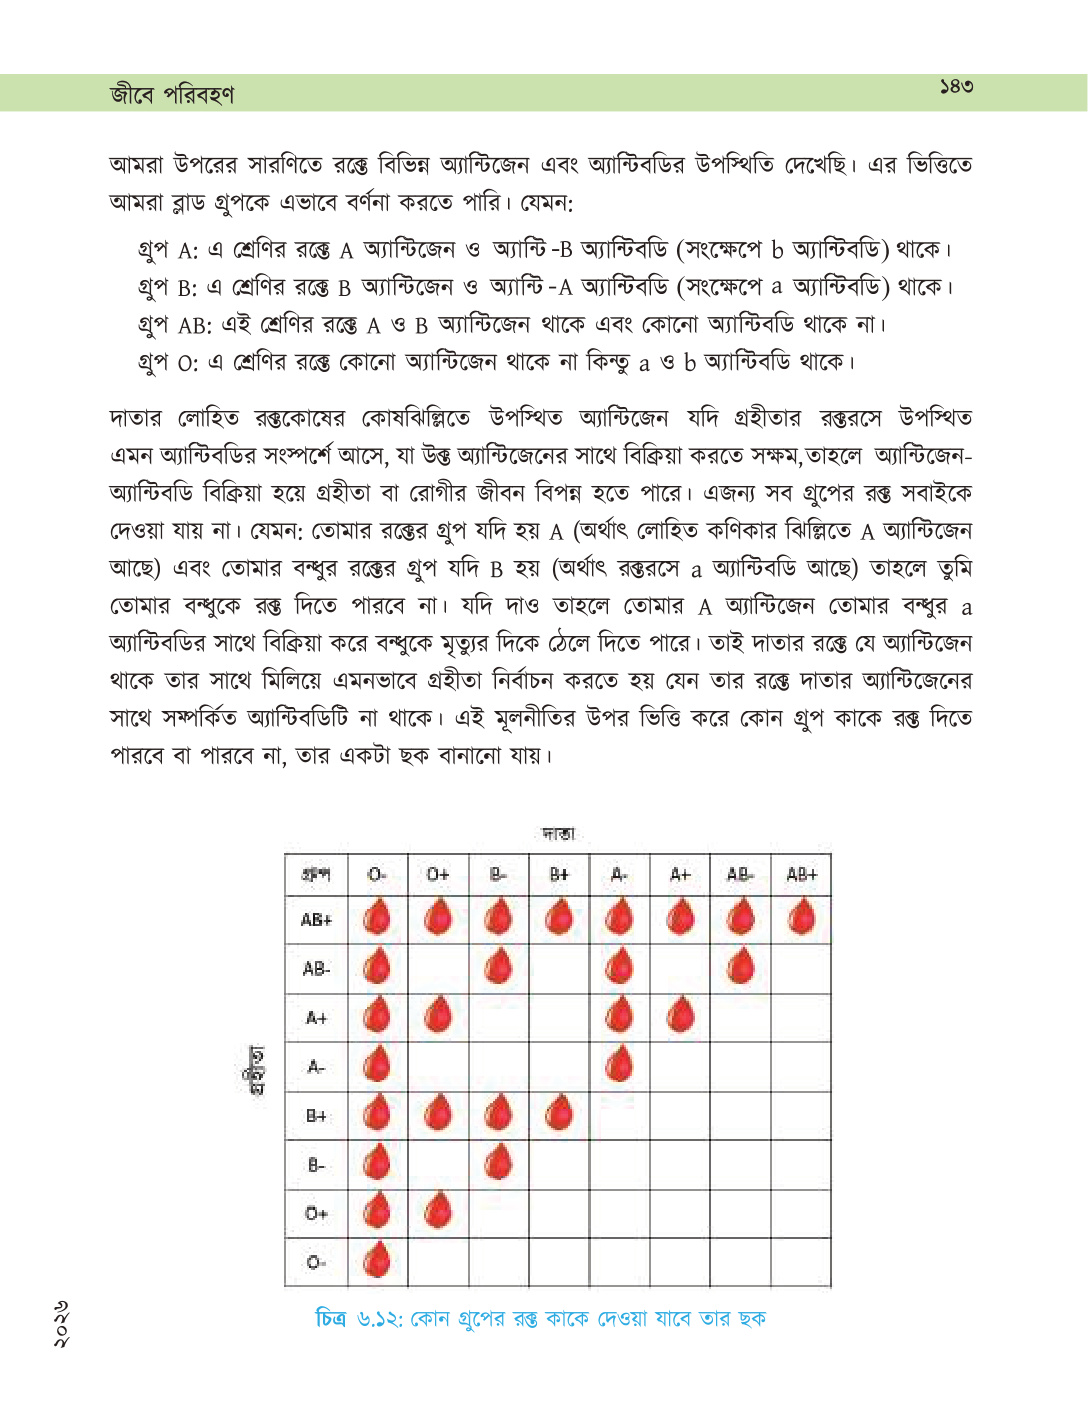 জীবে পরিবহণ
১৪৩
আমরা উপরের সারণিতে রক্তে বিভিন্ন অ্যান্টিজেন এবং অ্যান্টিবডির উপস্থিতি দেখেছি। এর ভিত্তিতে
আমরা ব্লাড গ্রুপকে এভাবে বর্ণনা করতে পারি। যেমন:
গ্রুপ A: এ শ্রেণির রক্তে A অ্যান্টিজেন ও অ্যান্টি -B অ্যান্টিবডি (সংক্ষেপে b অ্যান্টিবডি) থাকে।
গ্রুপ B: এ শ্রেণির রক্তে B অ্যান্টিজেন ও অ্যান্টি -A অ্যান্টিবডি (সংক্ষেপে a অ্যান্টিবডি) থাকে।
গ্রুপ AB: এই শ্রেণির রক্তে A ও B অ্যান্টিজেন থাকে এবং কোনো অ্যান্টিবডি থাকে না।
গ্রুপ O: এ শ্রেণির রক্তে কোনো অ্যান্টিজেন থাকে না কিন্তু a ও b অ্যান্টিবডি থাকে।
দাতার লোহিত রক্তকোষের কোষঝিল্লিতে উপস্থিত অ্যান্টিজেন যদি গ্রহীতার রক্তরসে উপস্থিত
এমন অ্যান্টিবডির সংস্পর্শে আসে, যা উক্ত অ্যান্টিজেনের সাথে বিক্রিয়া করতে সক্ষম,তাহলে অ্যান্টিজেন-
অ্যান্টিবডি বিক্রিয়া হয়ে গ্রহীতা বা রোগীর জীবন বিপন্ন হতে পারে। এজন্য সব গ্রুপের রক্ত সবাইকে
দেওয়া যায় না। যেমন: তোমার রক্তের গ্রুপ যদি হয় A (অর্থাৎ লোহিত কণিকার ঝিল্লিতে A অ্যান্টিজেন
আছে) এবং তোমার বন্ধুর রক্তের গ্রুপ যদি B হয় (অর্থাৎ রক্তরসে a অ্যান্টিবডি আছে) তাহলে তুমি
তোমার বন্ধুকে রক্ত দিতে পারবে না। যদি দাও তাহলে তোমার A অ্যান্টিজেন তোমার বন্ধুর a
অ্যান্টিবডির সাথে বিক্রিয়া করে বন্ধুকে মৃত্যুর দিকে ঠেলে দিতে পারে। তাই দাতার রক্তে যে অ্যান্টিজেন
থাকে তার সাথে মিলিয়ে এমনভাবে গ্রহীতা নির্বাচন করতে হয় যেন তার রক্তে দাতার অ্যান্টিজেনের
সাথে সম্পর্কিত অ্যান্টিবডিটি না থাকে। এই মূলনীতির উপর ভিত্তি করে কোন গ্রুপ কাকে রক্ত দিতে
পারবে বা পারবে না, তার একটা ছক বানানো যায়।
দাতা
গ্রুপ O- O+ B- B+ A- A+ AB- AB+
AB+
AB-
A+
গ্রহীতা
A-
B+
B-
O+
O-
চিত্র ৬.১২: কোন গ্রুপের রক্ত কাকে দেওয়া যাবে তার ছক
২০২৬